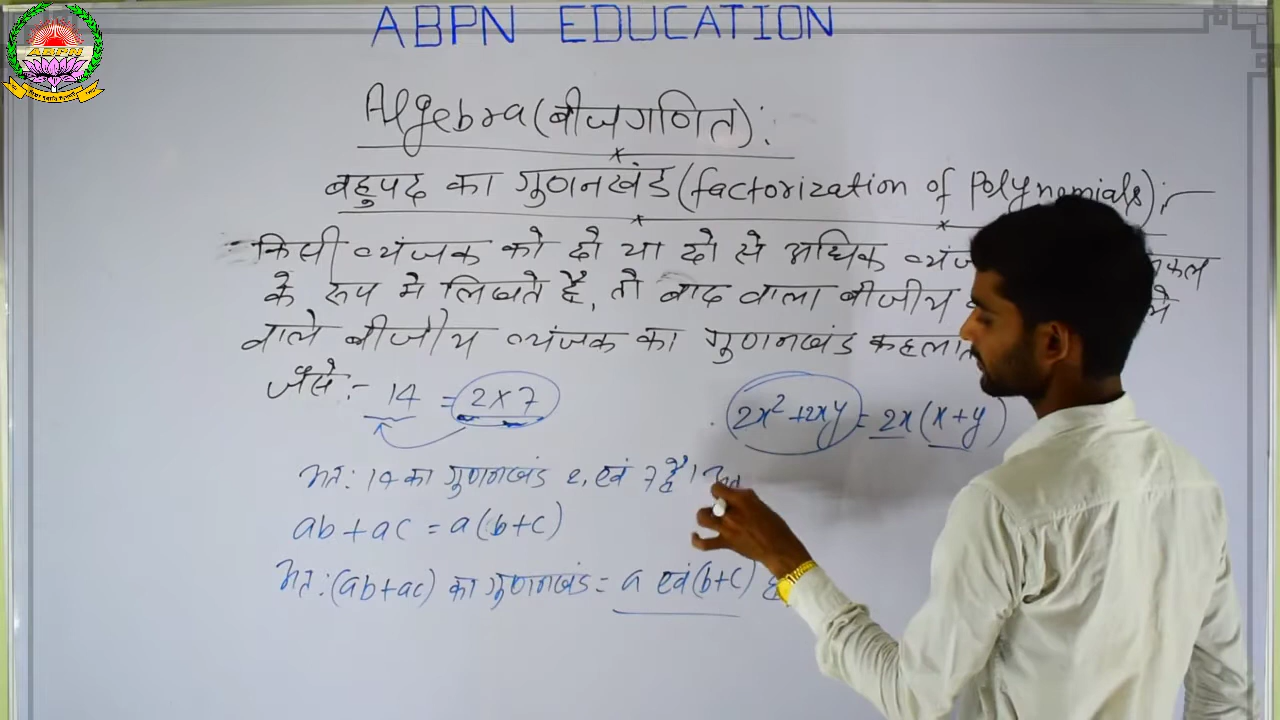 ABPN EDUCATION
ABPN
Algebra (बीजगणित):
बहुपद का गुणनखंड (factorization of Polynomials):-
किसी व्यंजक को दो या दो से अधिक
के रूप मे लिखते है, तो बाद वाला बीजीय
वाले बीजीय व्यंजक का गुणनखंड
जैसे:- 14 = 2 x 7
2x² + 2xy = 2x (x + y)
अत: 14 का गुणनखंड 2, एवं 7 है।
ab + ac = a (b + c)
अत: (ab + ac) का गुणनखंड = a एवं (b + c)